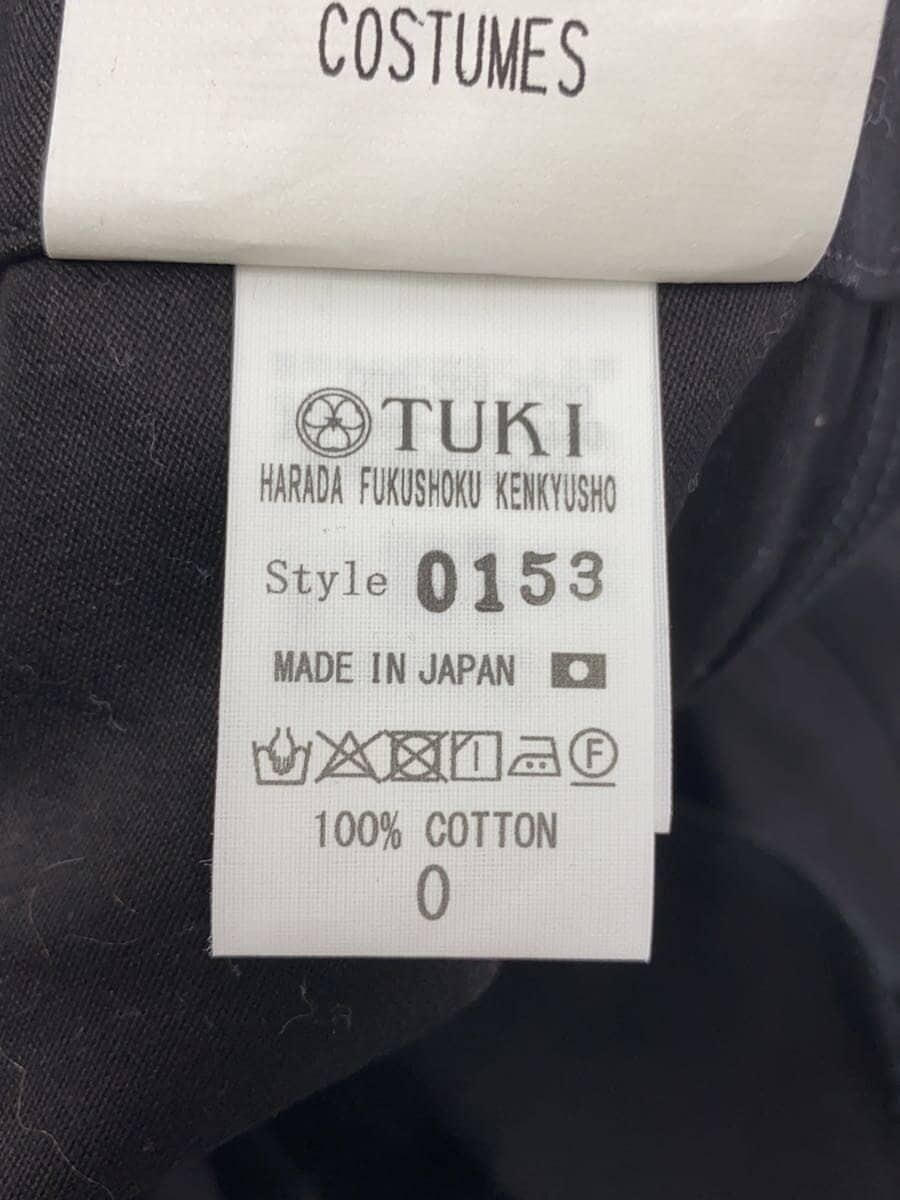 COSTUMES
TUKI
HARADA FUKUSHOKU KENKYUSHO
Style 0153
MADE IN JAPAN
F
100% COTTON
0